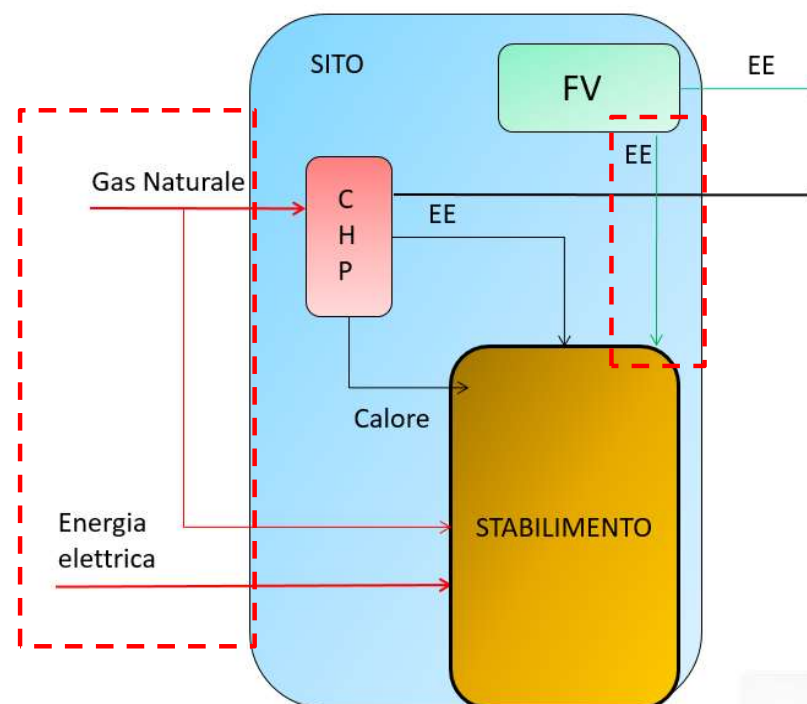 SITO
FV
EE
EE
Gas Naturale
C
H
P
EE
Calore
Energia
elettrica
STABILIMENTO